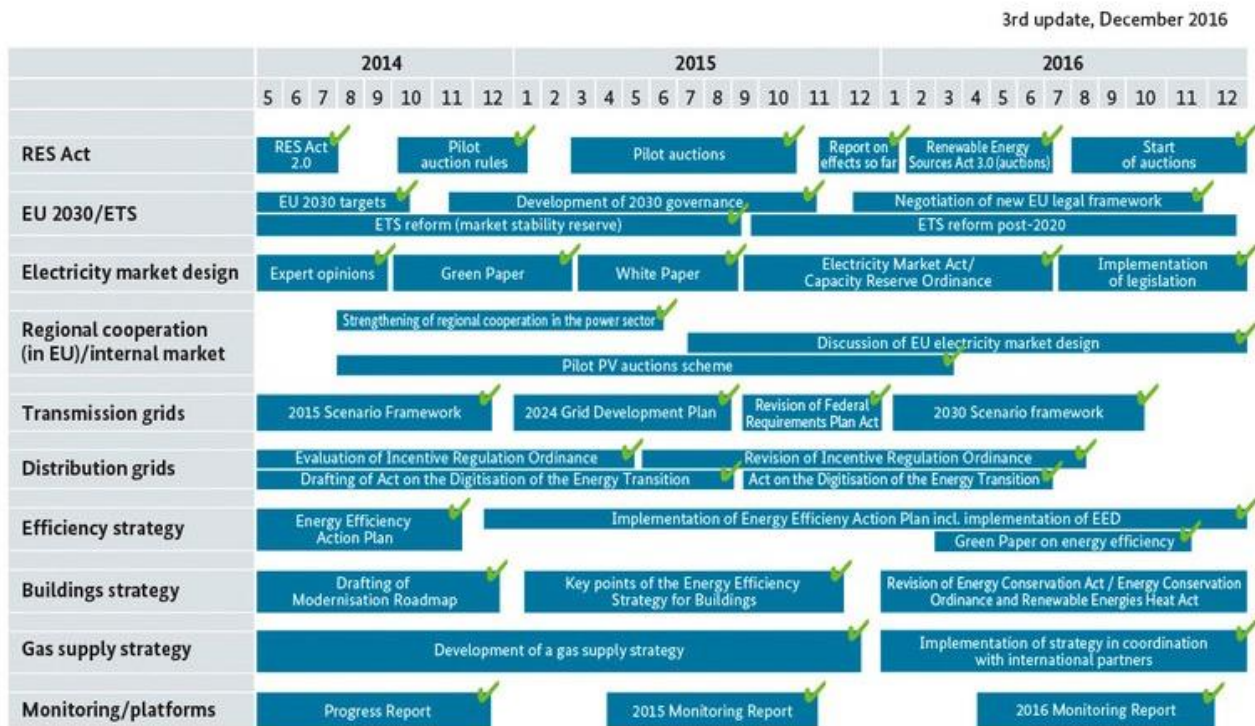 3rd update, December 2016
2014 2015 2016
5 6 7 8 9 10 11 12 1 2 3 4 5 6 7 8 9 10 11 12 1 2 3 4 5 6 7 8 9 10 11 12
RES Act
RES Act
2.0
Pilot
auction rules
Pilot auctions
Report on
effects so far
Renewable Energy
Sources Act 3.0 (auctions)
Start
of auctions
EU 2030/ETS
EU 2030 targets
Development of 2030 governance
Negotiation of new EU legal framework
ETS reform (market stability reserve)
ETS reform post-2020
Electricity market design
Expert opinions
Green Paper
White Paper
Electricity Market Act/
Capacity Reserve Ordinance
Implementation
of legislation
Regional cooperation
(in EU)/internal market
Strengthening of regional cooperation in the power sector
Discussion of EU electricity market design
Pilot PV auctions scheme
Transmission grids
2015 Scenario Framework
2024 Grid Development Plan
Revision of Federal
Requirements Plan Act
2030 Scenario framework
Distribution grids
Evaluation of Incentive Regulation Ordinance
Revision of Incentive Regulation Ordinance
Drafting of Act on the Digitisation of the Energy Transition
Act on the Digitisation of the Energy Transition
Efficiency strategy
Energy Efficiency
Action Plan
Implementation of Energy Efficieny Action Plan incl. implementation of EED
Green Paper on energy efficiency
Buildings strategy
Drafting of
Modernisation Roadmap
Key points of the Energy Efficiency
Strategy for Buildings
Revision of Energy Conservation Act / Energy Conservation
Ordinance and Renewable Energies Heat Act
Gas supply strategy
Development of a gas supply strategy
Implementation of strategy in coordination
with international partners
Monitoring/platforms
Progress Report
2015 Monitoring Report
2016 Monitoring Report